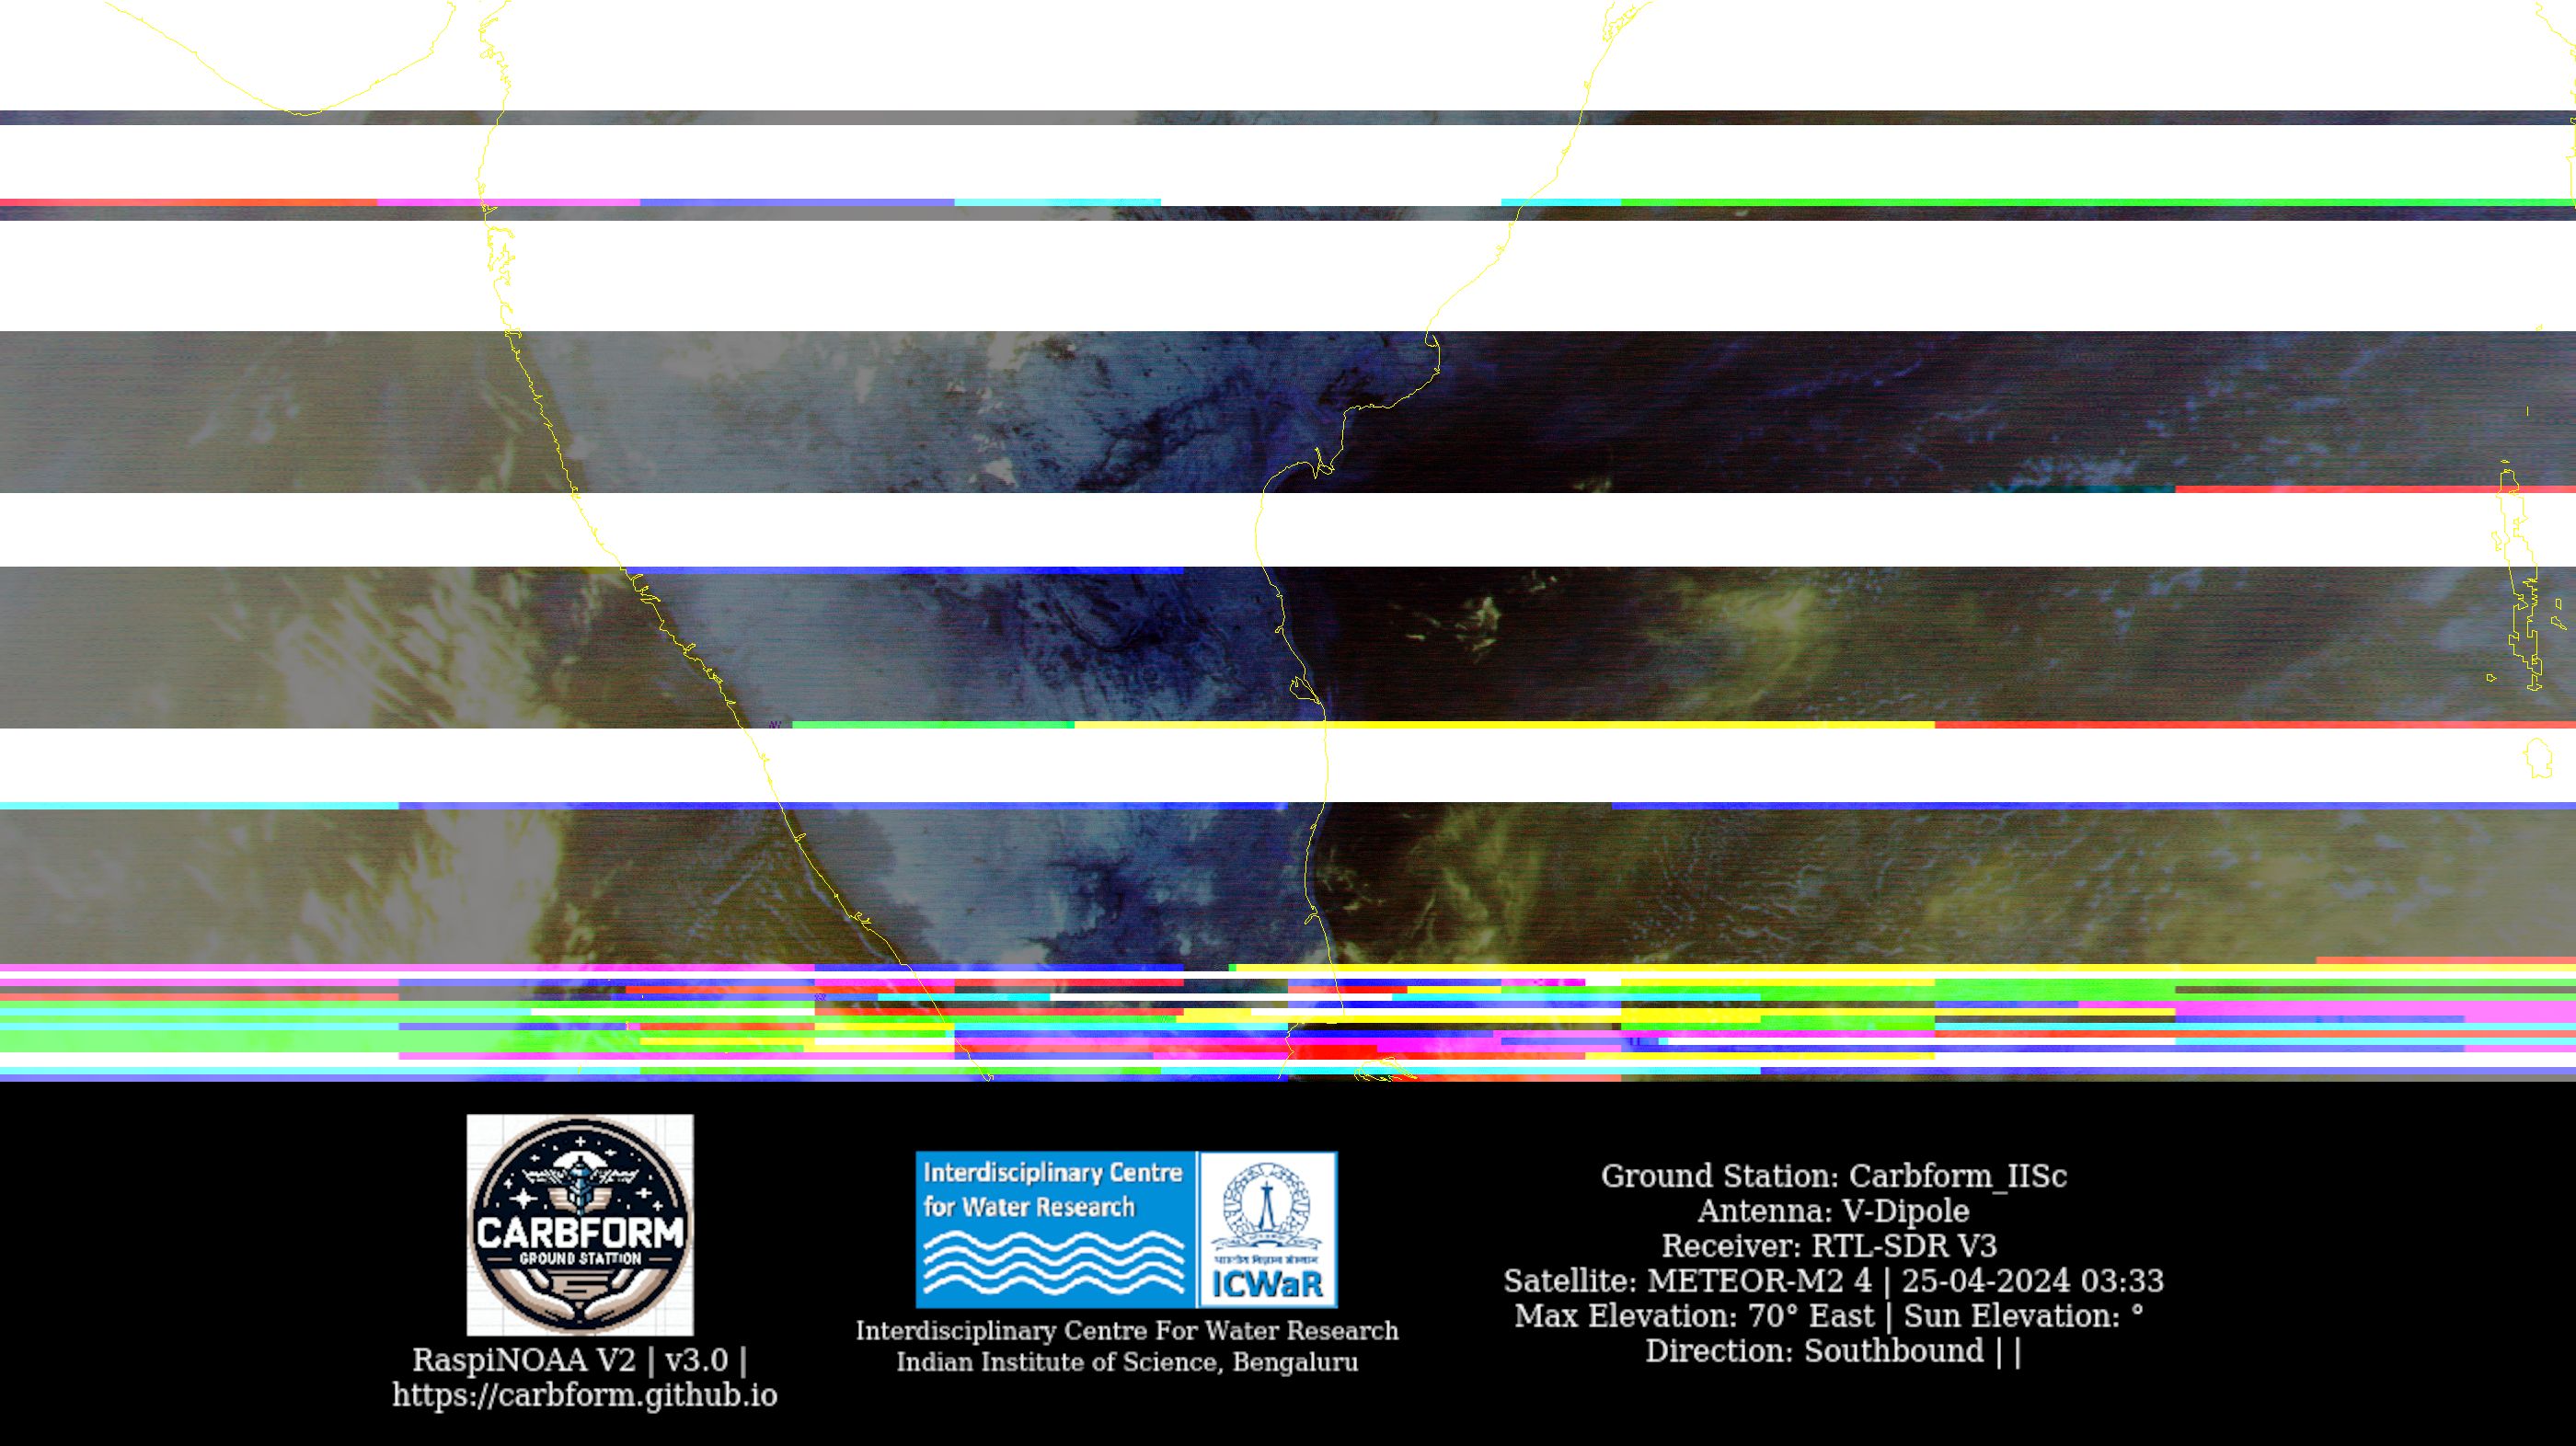 CARBFORM
GROUND STATTION
RaspiNOAA V2 | v3.0 |
https://carbform.github.io
Interdisciplinary Centre
for Water Research
ICWaR
Interdisciplinary Centre For Water Research
Indian Institute of Science, Bengaluru
Ground Station: Carbform_IISc
Antenna: V-Dipole
Receiver: RTL-SDR V3
Satellite: METEOR-M2 4 | 25-04-2024 03:33
Max Elevation: 70° East | Sun Elevation: °
Direction: Southbound | |